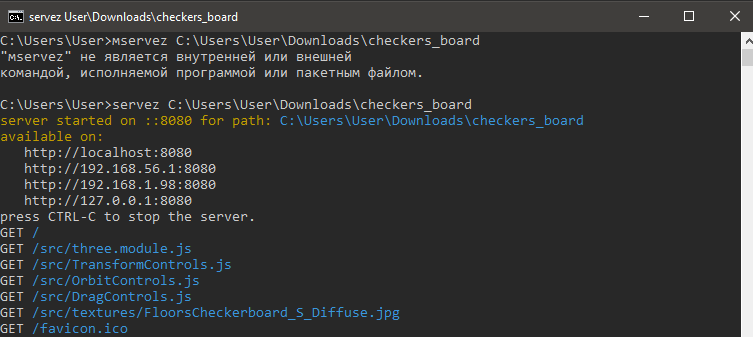 servez User\Downloads\checkers_board
C:\Users\User>мservez C:\Users\User\Downloads\checkers_board
"мservez" не является внутренней или внешней
командой, исполняемой программой или пакетным файлом.
C:\Users\User>servez C:\Users\User\Downloads\checkers_board
server started on ::8080 for path: C:\Users\User\Downloads\checkers_board
available on:
http://localhost:8080
http://192.168.56.1:8080
http://192.168.1.98:8080
http://127.0.0.1:8080
press CTRL-C to stop the server.
GET /
GET /src/three.module.js
GET /src/TransformControls.js
GET /src/OrbitControls.js
GET /src/DragControls.js
GET /src/textures/FloorsCheckerboard_S_Diffuse.jpg
GET /favicon.ico